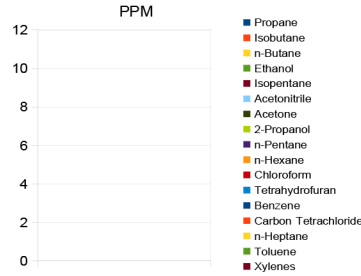 PPM
12
10
8
6
4
2
0
Propane
Isobutane
n-Butane
Ethanol
Isopentane
Acetonitrile
Acetone
2-Propanol
n-Pentane
n-Hexane
Chloroform
Tetrahydrofuran
Benzene
Carbon Tetrachloride
n-Heptane
Toluene
Xylenes